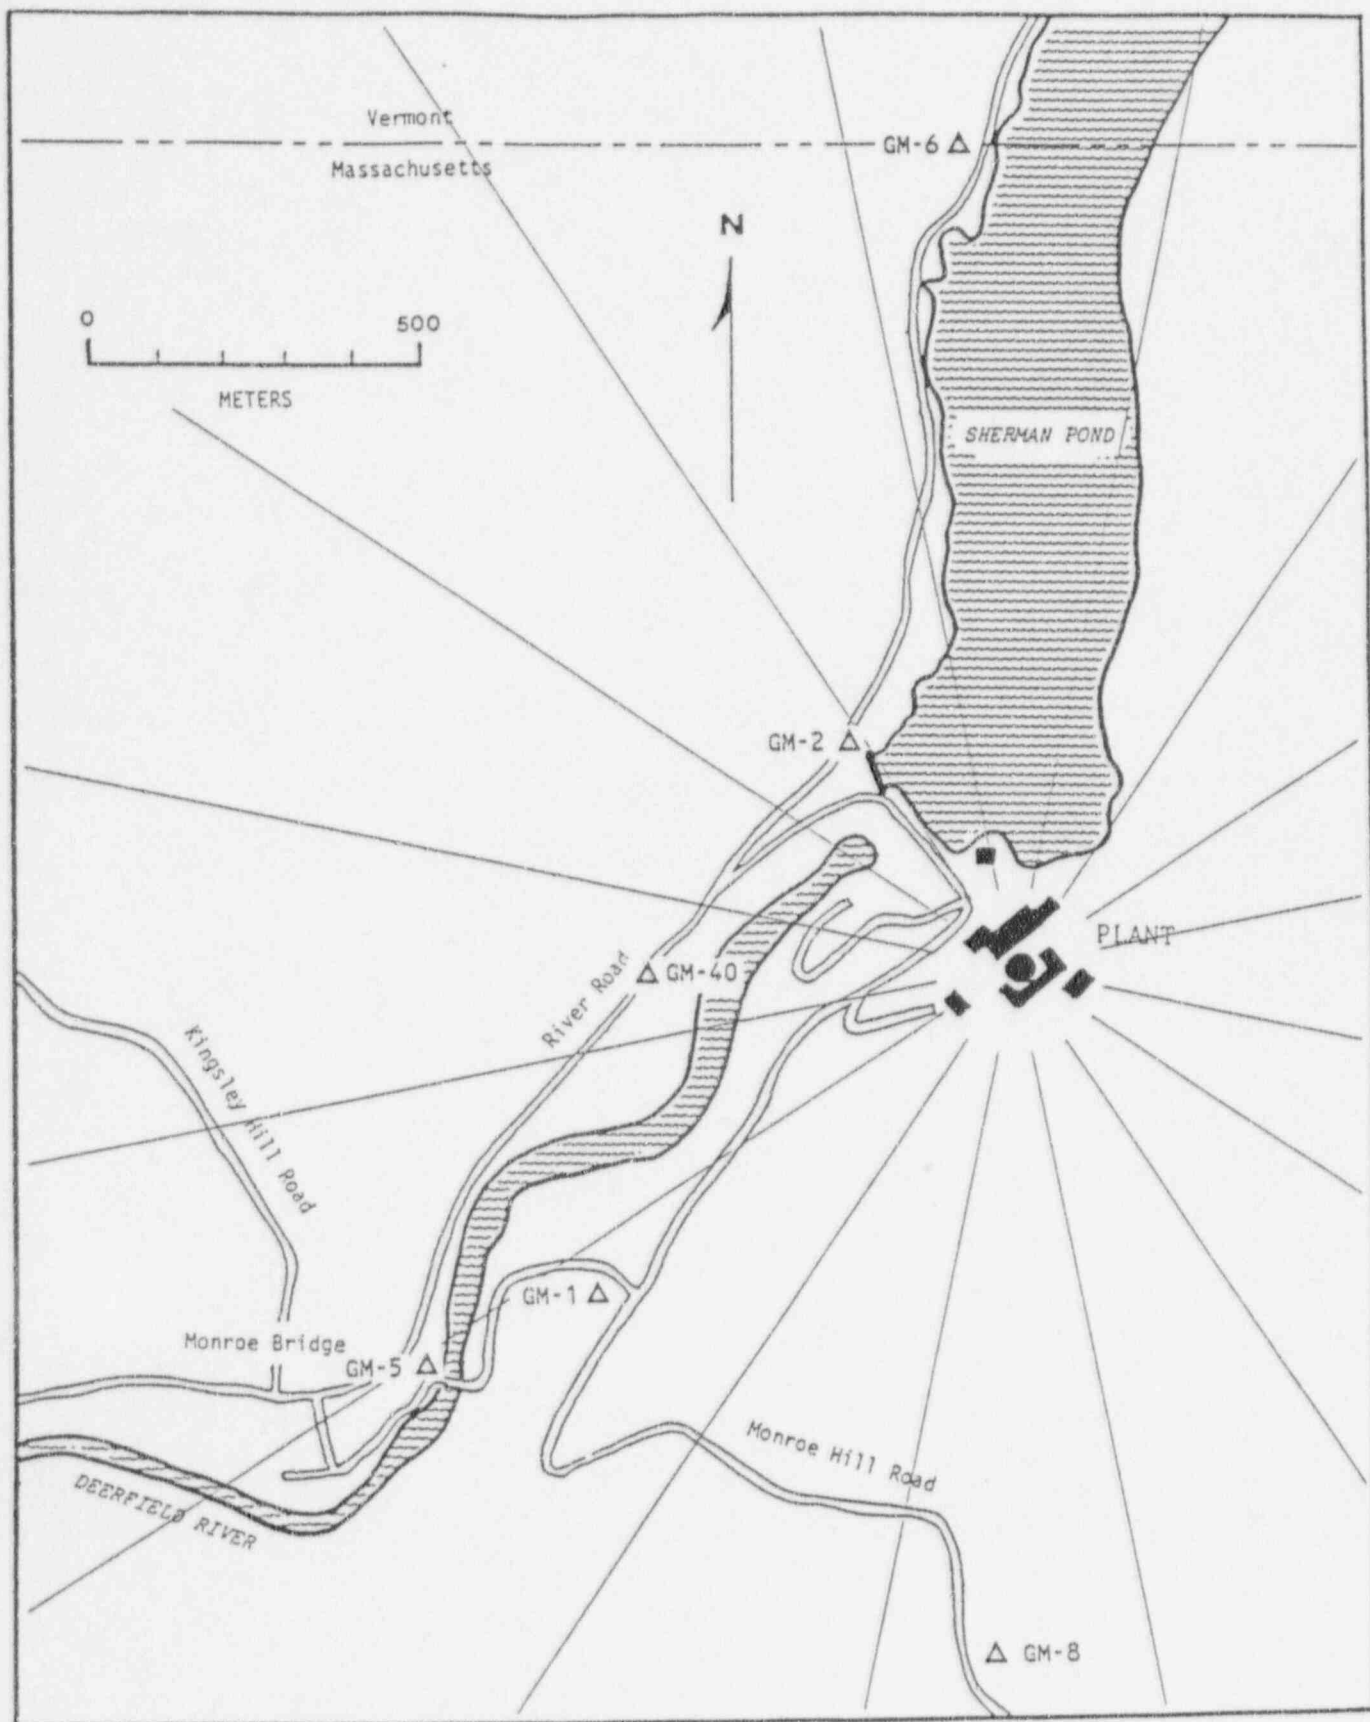 Vermont
GM-6
Massachusetts
N
0 500
METERS
SHERMAN POND
GM-2
PLANT
GM-40
River Road
Kingsley Hill Road
GM-1
Monroe Bridge
GM-5
Monroe Hill Road
DEERFIELD RIVER
GM-8